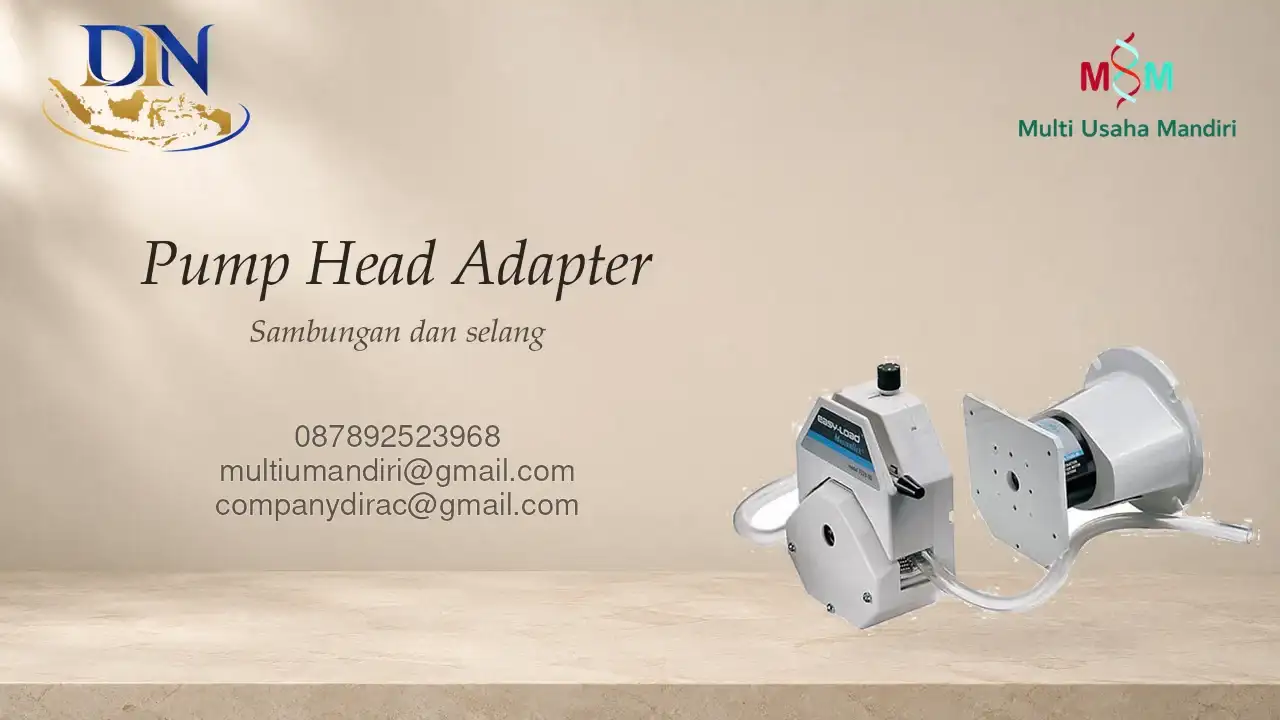 DIN
M M
Multi Usaha Mandiri
Pump Head Adapter
Sambungan dan selang
087892523968
multiumandiri@gmail.com
companydirac@gmail.com
easy-load
Masterflex